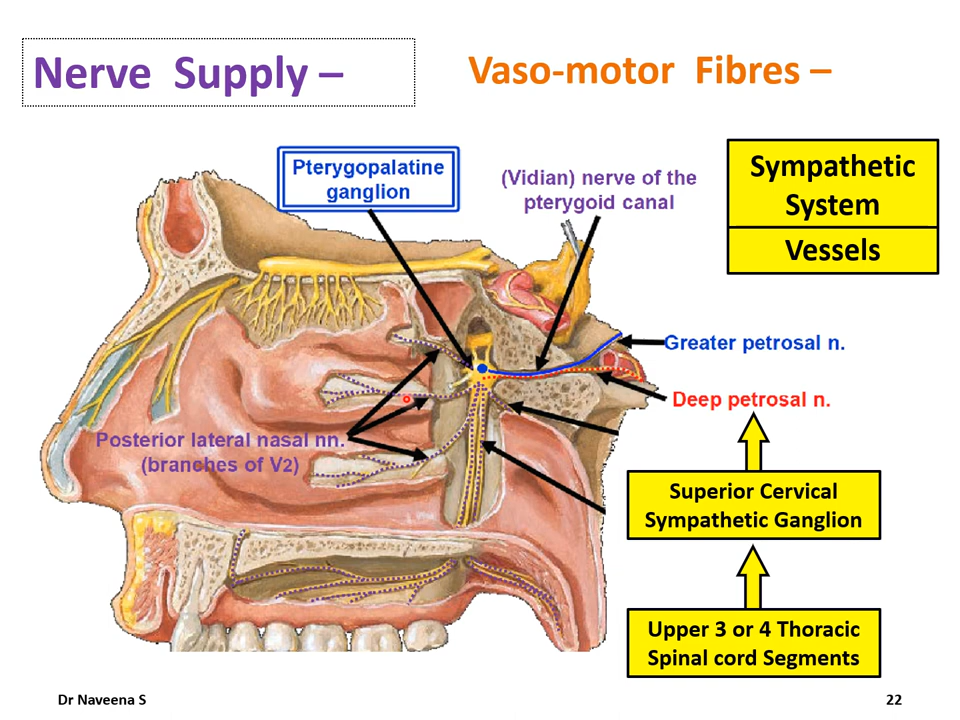 Nerve Supply –
Vaso-motor Fibres –
Pterygopalatine
ganglion
(Vidian) nerve of the
pterygoid canal
Sympathetic
System
Vessels
Greater petrosal n.
Deep petrosal n.
Posterior lateral nasal nn.
(branches of V2)
Superior Cervical
Sympathetic Ganglion
Upper 3 or 4 Thoracic
Spinal cord Segments
Dr Naveena S
22